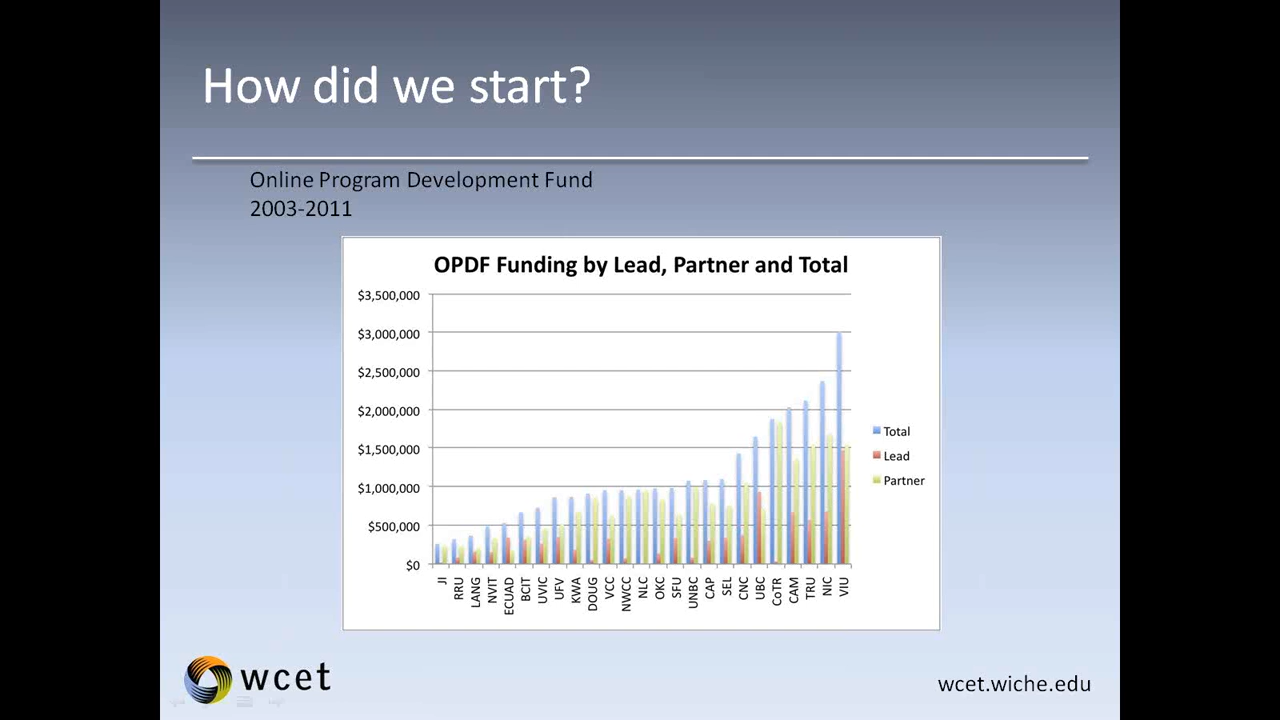 How did we start?
Online Program Development Fund
2003-2011
OPDF Funding by Lead, Partner and Total
$3,500,000
$3,000,000
$2,500,000
$2,000,000
$1,500,000
$1,000,000
$500,000
$0
Total
Lead
Partner
JI
RRU
LANG
NVIT
ECUAD
BCIT
UVIC
UFV
KWA
DOUG
VCC
NWCC
NLC
OKC
SFU
UNBC
CAP
SEL
CNC
UBC
CoTR
CAM
TRU
NIC
VIU
wcet
wcet.wiche.edu